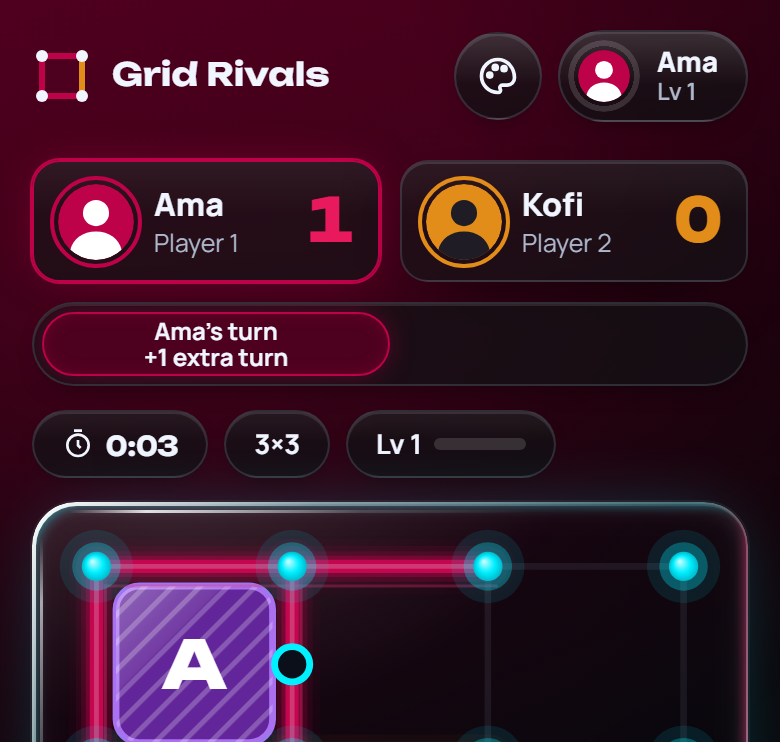 Grid Rivals
Ama
Lv 1
Ama
Player 1
1
Kofi
Player 2
0
Ama's turn
+1 extra turn
0:03
3×3
Lv 1
A